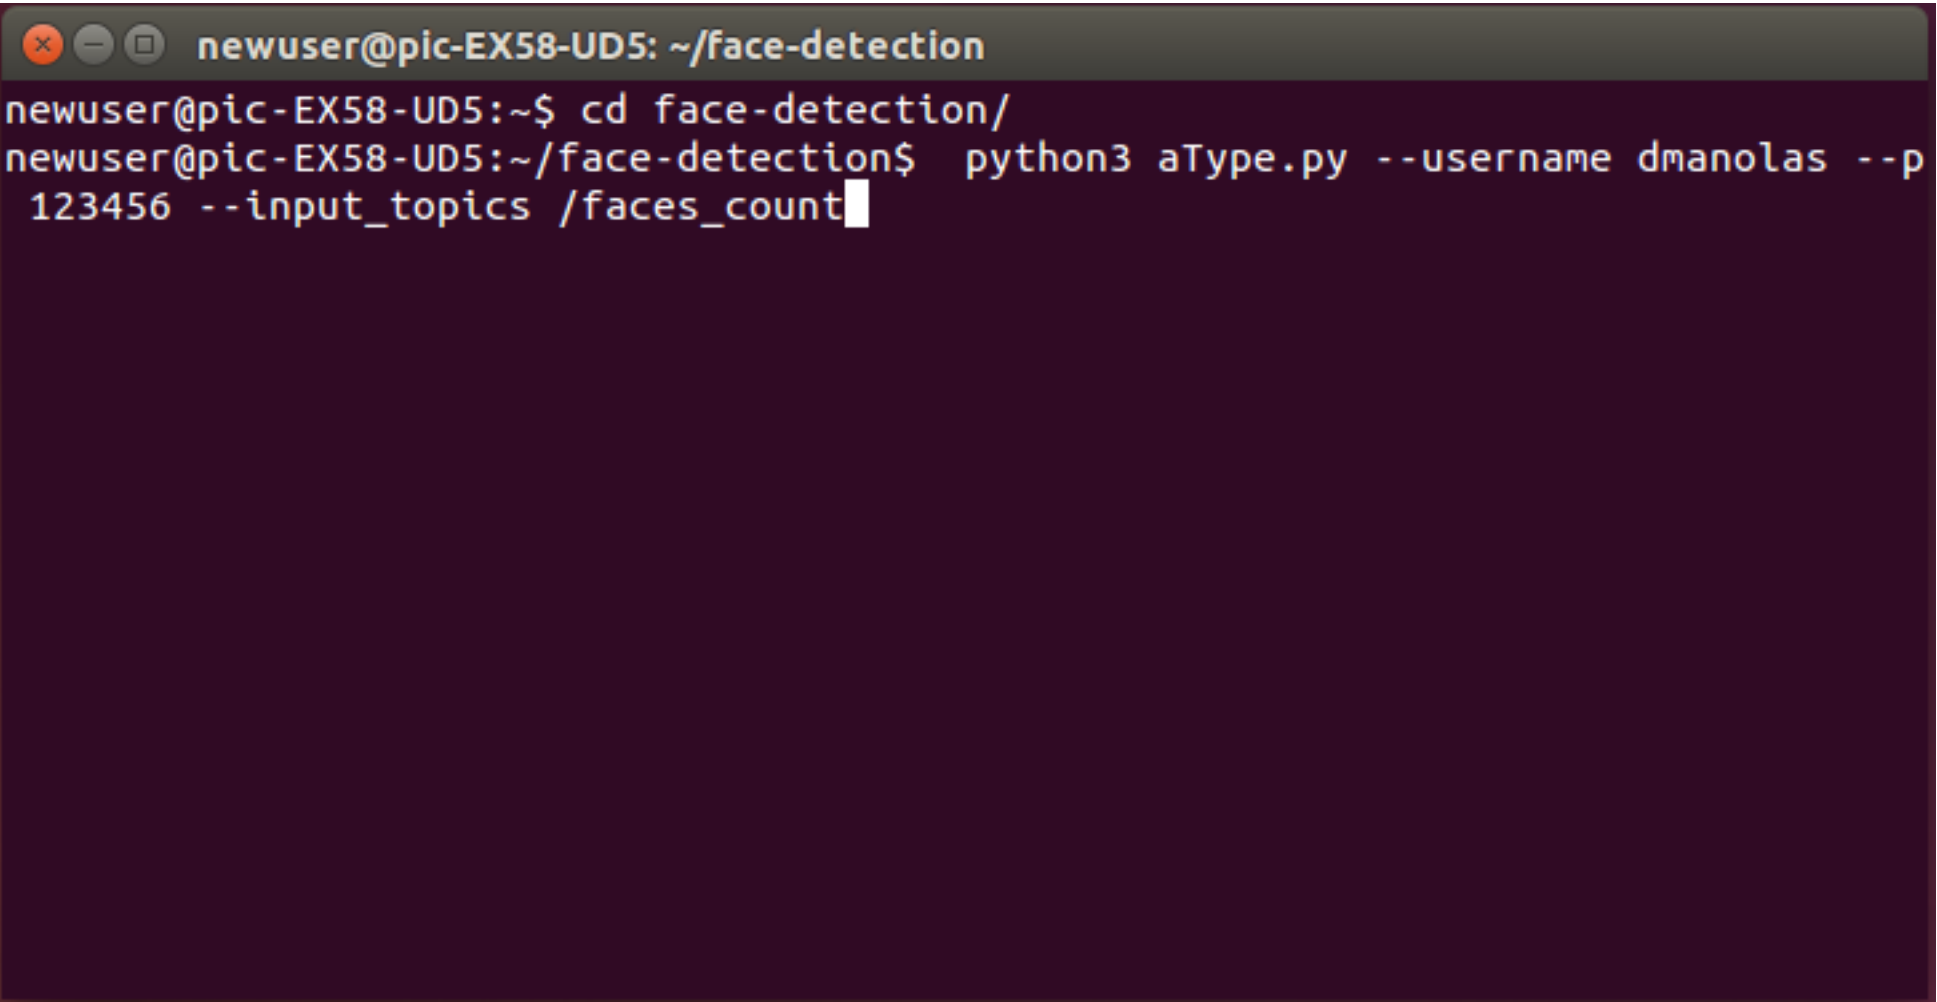 newuser@pic-EX58-UD5: ~/face-detection
newuser@pic-EX58-UD5:~$ cd face-detection/
newuser@pic-EX58-UD5:~/face-detection$  python3 aType.py --username dmanolas --p
 123456 --input_topics /faces_count